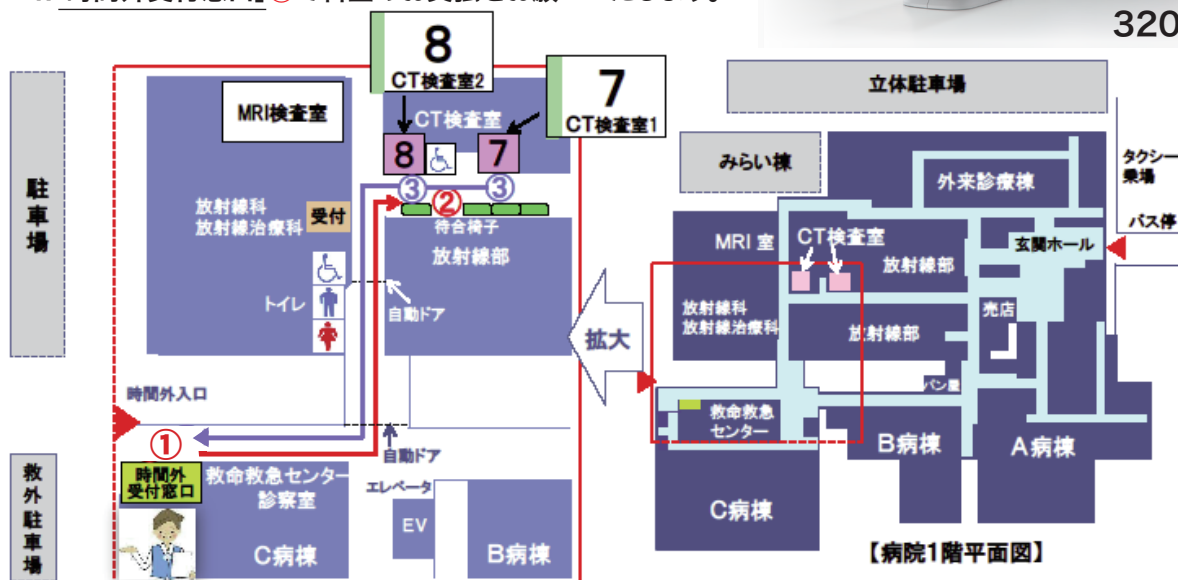 時間外受付窓口』①
320
8
CT検査室2
7
CT検査室1
MRI検査室
CT検査室
8
7
③
③
②
待合椅子
放射線科
放射線治療科
受付
放射線部
トイレ
自動ドア
駐車場
時間外入口
①
時間外
受付窓口
救命救急センター
診察室
自動ドア
エレベータ
EV
C病棟
B病棟
救外駐車場
拡大
立体駐車場
みらい棟
外来診療棟
タクシー
乗場
バス停
玄関ホール
MRI室
CT検査室
放射線部
放射線科
放射線治療科
売店
放射線部
パン屋
救命救急
センター
B病棟
A病棟
C病棟
【病院1階平面図】